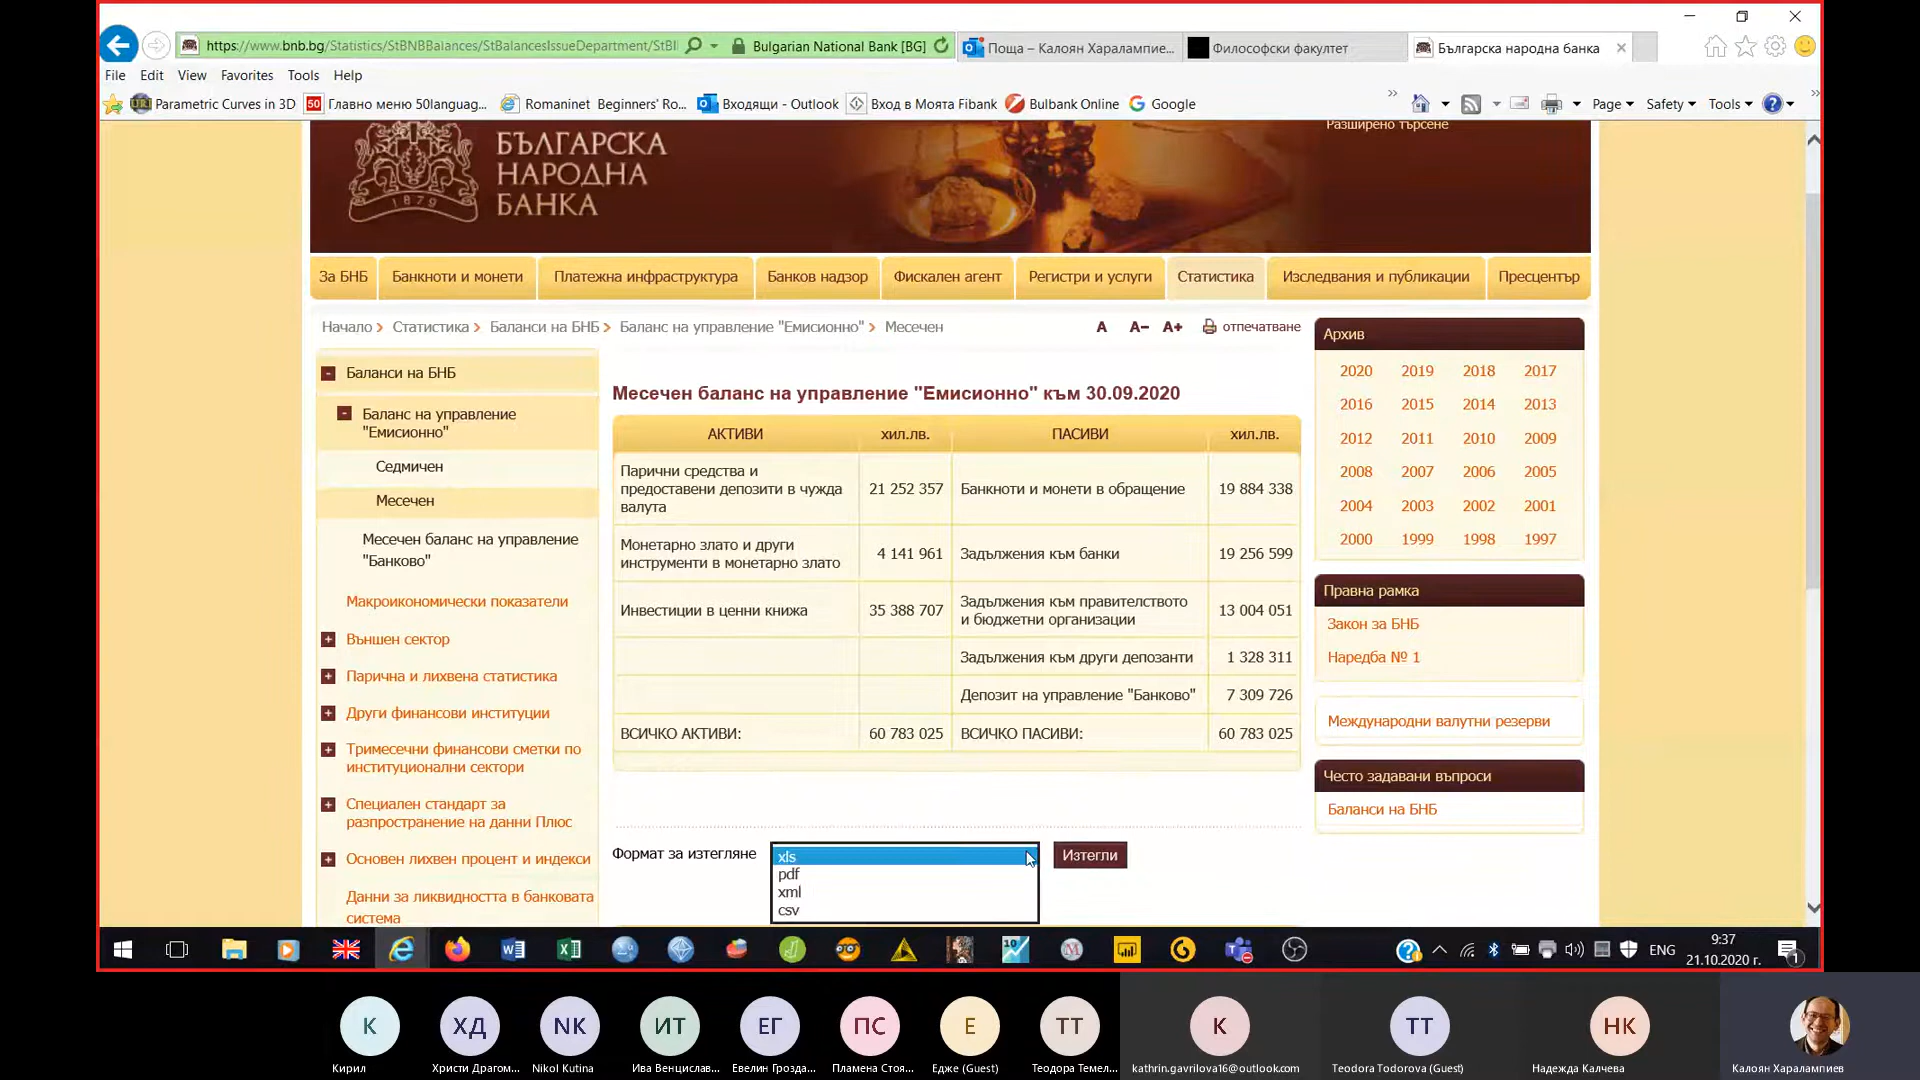 https://www.bnb.bg/Statistics/StBNBBalances/StBalancesIssueDepartment/StBI
Bulgarian National Bank [BG]
Поща – Калоян Харалампие...
Философски факултет
Българска народна банка
File Edit View Favorites Tools Help
Parametric Curves in 3D
50 Главно меню 50languag...
Romaninet Beginners' Ro...
Входящи - Outlook
Вход в Моята Fibank
Bulbank Online
Google
Page
Safety
Tools
Разширено търсене
БЪЛГАРСКА
НАРОДНА
БАНКА
1879
За БНБ
Банкноти и монети
Платежна инфраструктура
Банков надзор
Фискален агент
Регистри и услуги
Статистика
Изследвания и публикации
Пресцентър
Начало > Статистика > Баланси на БНБ > Баланс на управление "Емисионно" > Месечен
A A− A+ отпечатване
Баланси на БНБ
Баланс на управление
"Емисионно"
Седмичен
Месечен
Месечен баланс на управление
"Банково"
Макроикономически показатели
Външен сектор
Парична и лихвена статистика
Други финансови институции
Тримесечни финансови сметки по
институционални сектори
Специален стандарт за
разпространение на данни Плюс
Основен лихвен процент и индекси
Данни за ликвидността в банковата
система
Месечен баланс на управление "Емисионно" към 30.09.2020
АКТИВИ хил.лв. ПАСИВИ хил.лв.
Парични средства и
предоставени депозити в чужда
валута
21 252 357 Банкноти и монети в обращение 19 884 338
Монетарно злато и други
инструменти в монетарно злато
4 141 961 Задължения към банки 19 256 599
Инвестиции в ценни книжа 35 388 707
Задължения към правителството
и бюджетни организации
13 004 051
Задължения към други депозанти 1 328 311
Депозит на управление "Банково" 7 309 726
ВСИЧКО АКТИВИ: 60 783 025 ВСИЧКО ПАСИВИ: 60 783 025
Формат за изтегляне
xls
pdf
xml
csv
Изтегли
Архив
2020 2019 2018 2017
2016 2015 2014 2013
2012 2011 2010 2009
2008 2007 2006 2005
2004 2003 2002 2001
2000 1999 1998 1997
Правна рамка
Закон за БНБ
Наредба № 1
Международни валутни резерви
Често задавани въпроси
Баланси на БНБ
ENG
9:37
21.10.2020 г.
1
К
ХД
NK
ИТ
ЕГ
ПС
Е
ТТ
K
TT
НК
Кирил
Христи Драгом...
Nikol Kutina
Ива Венцислав...
Евелин Грозда...
Пламена Стоя...
Едже (Guest)
Теодора Темел...
kathrin.gavrilova16@outlook.com
Teodora Todorova (Guest)
Надежда Калчева
Калоян Харалампиев